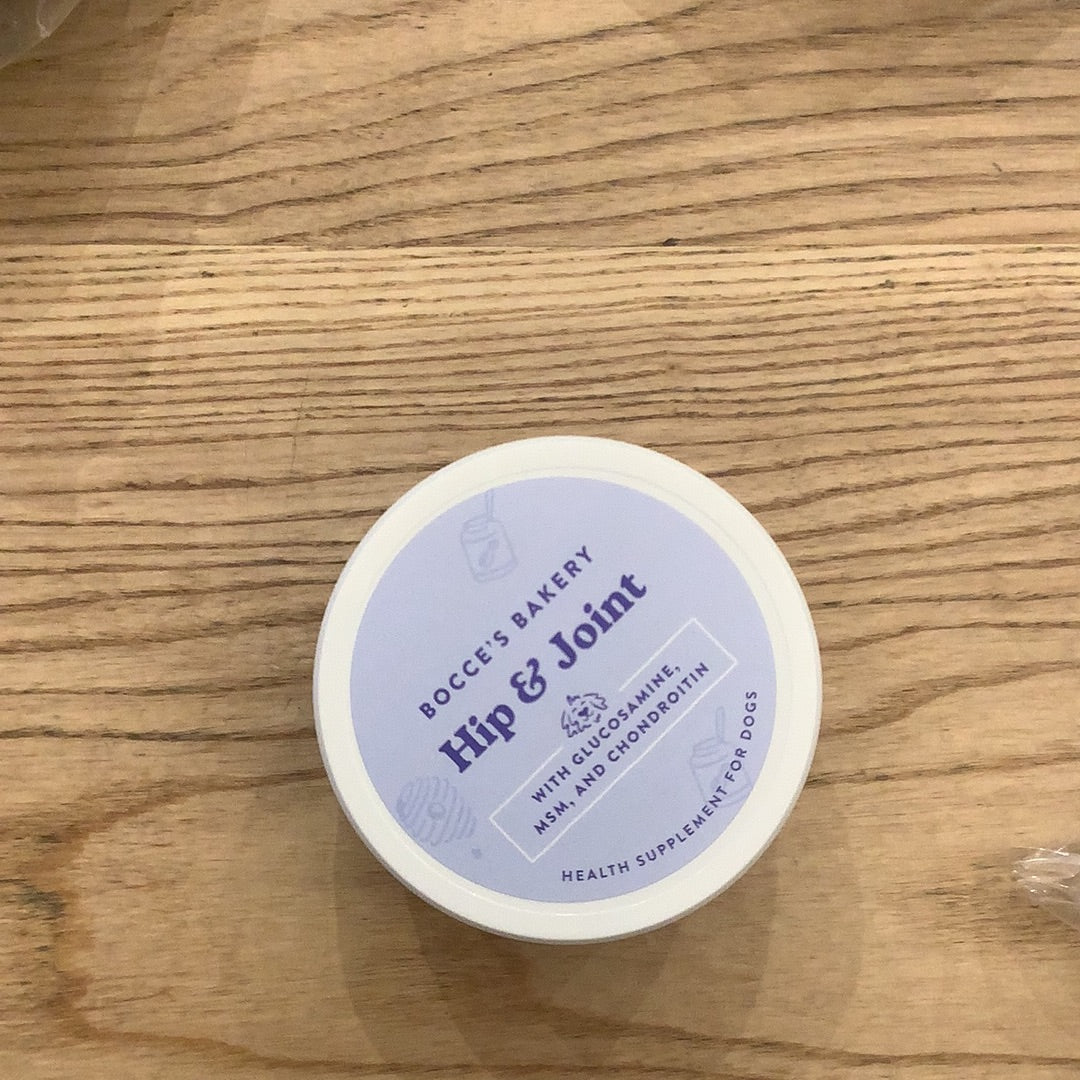 BOCCE'S BAKERY
Hip & Joint
WITH GLUCOSAMINE,
MSM, AND CHONDROITIN
HEALTH SUPPLEMENT FOR DOGS